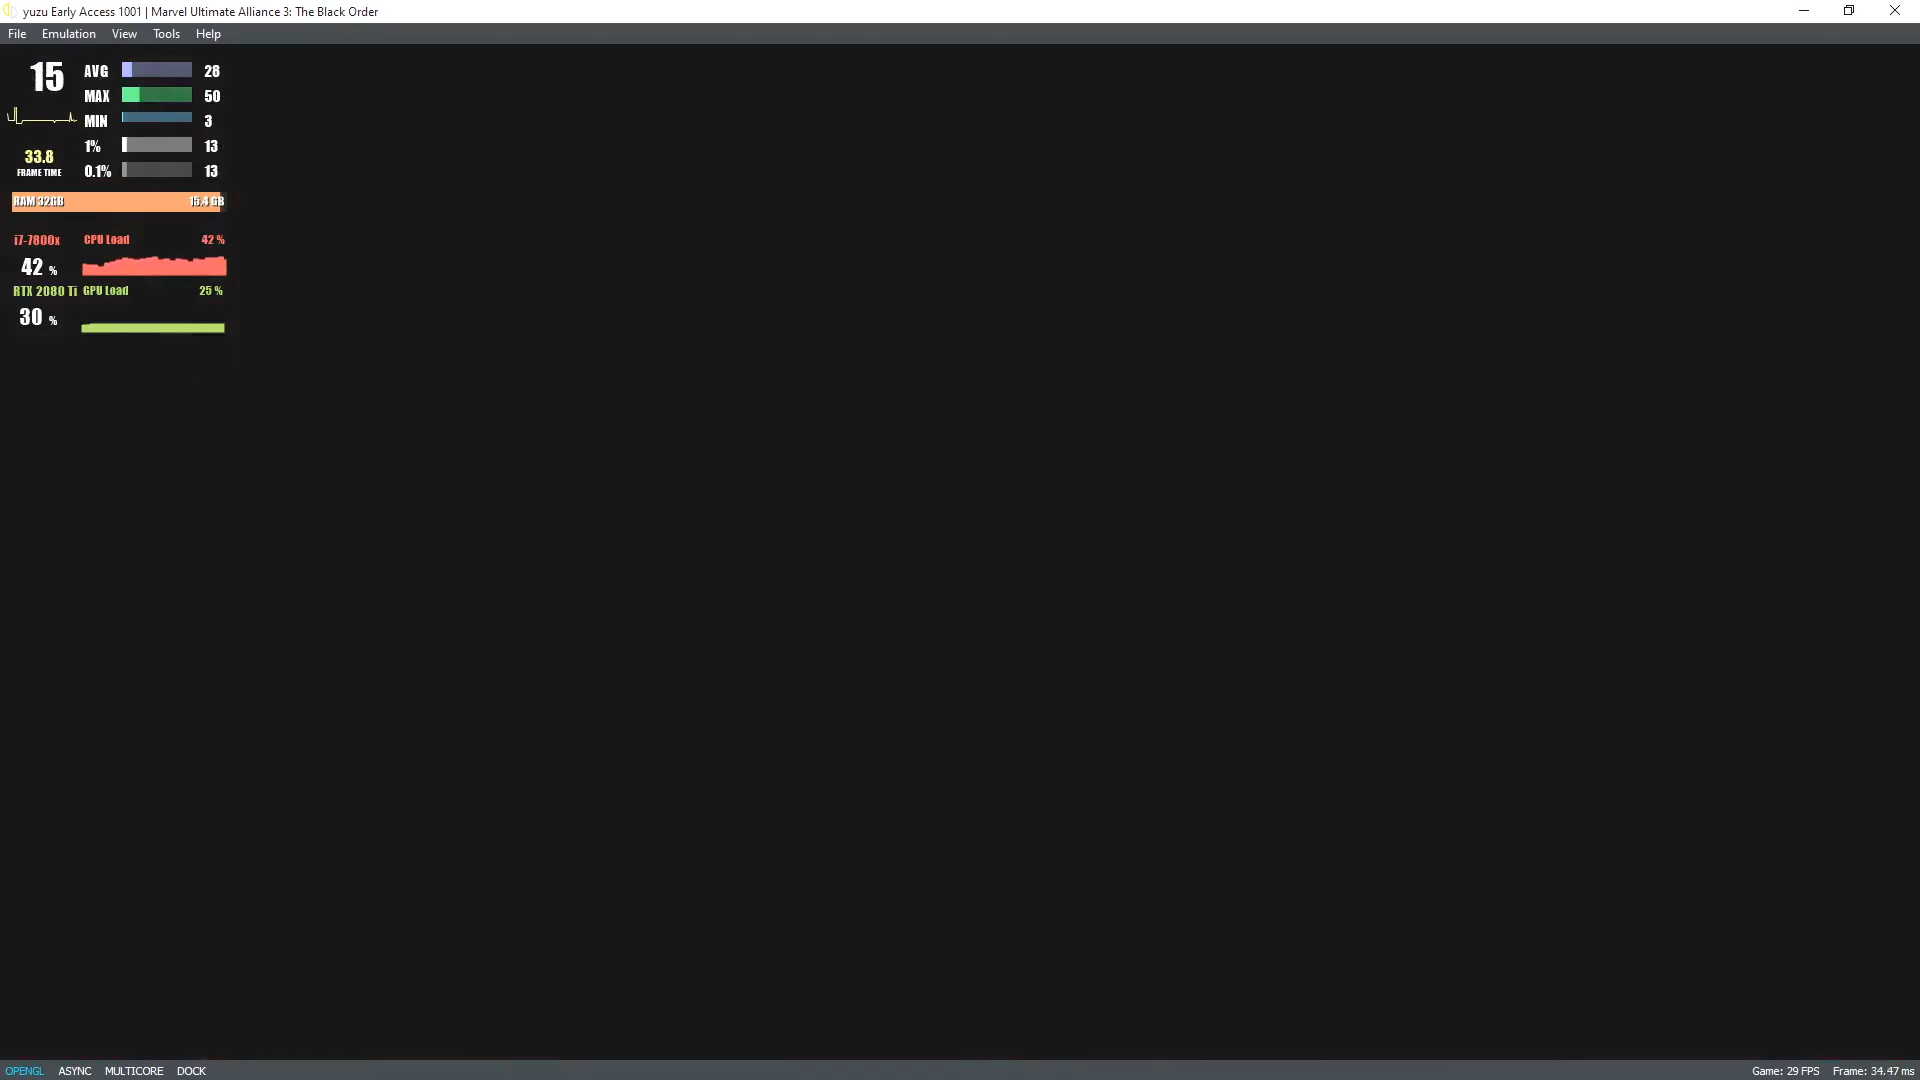 yuzu Early Access 1001 | Marvel Ultimate Alliance 3: The Black Order
File Emulation View Tools Help
15
AVG 28
MAX 50
MIN 3
1% 13
0.1% 13
33.8
FRAME TIME
RAM 32GB 15.4 GB
i7-7800x CPU Load 42 %
42 %
RTX 2080 Ti GPU Load 25 %
30 %
OPENGL ASYNC MULTICORE DOCK Game: 29 FPS Frame: 34.47 ms